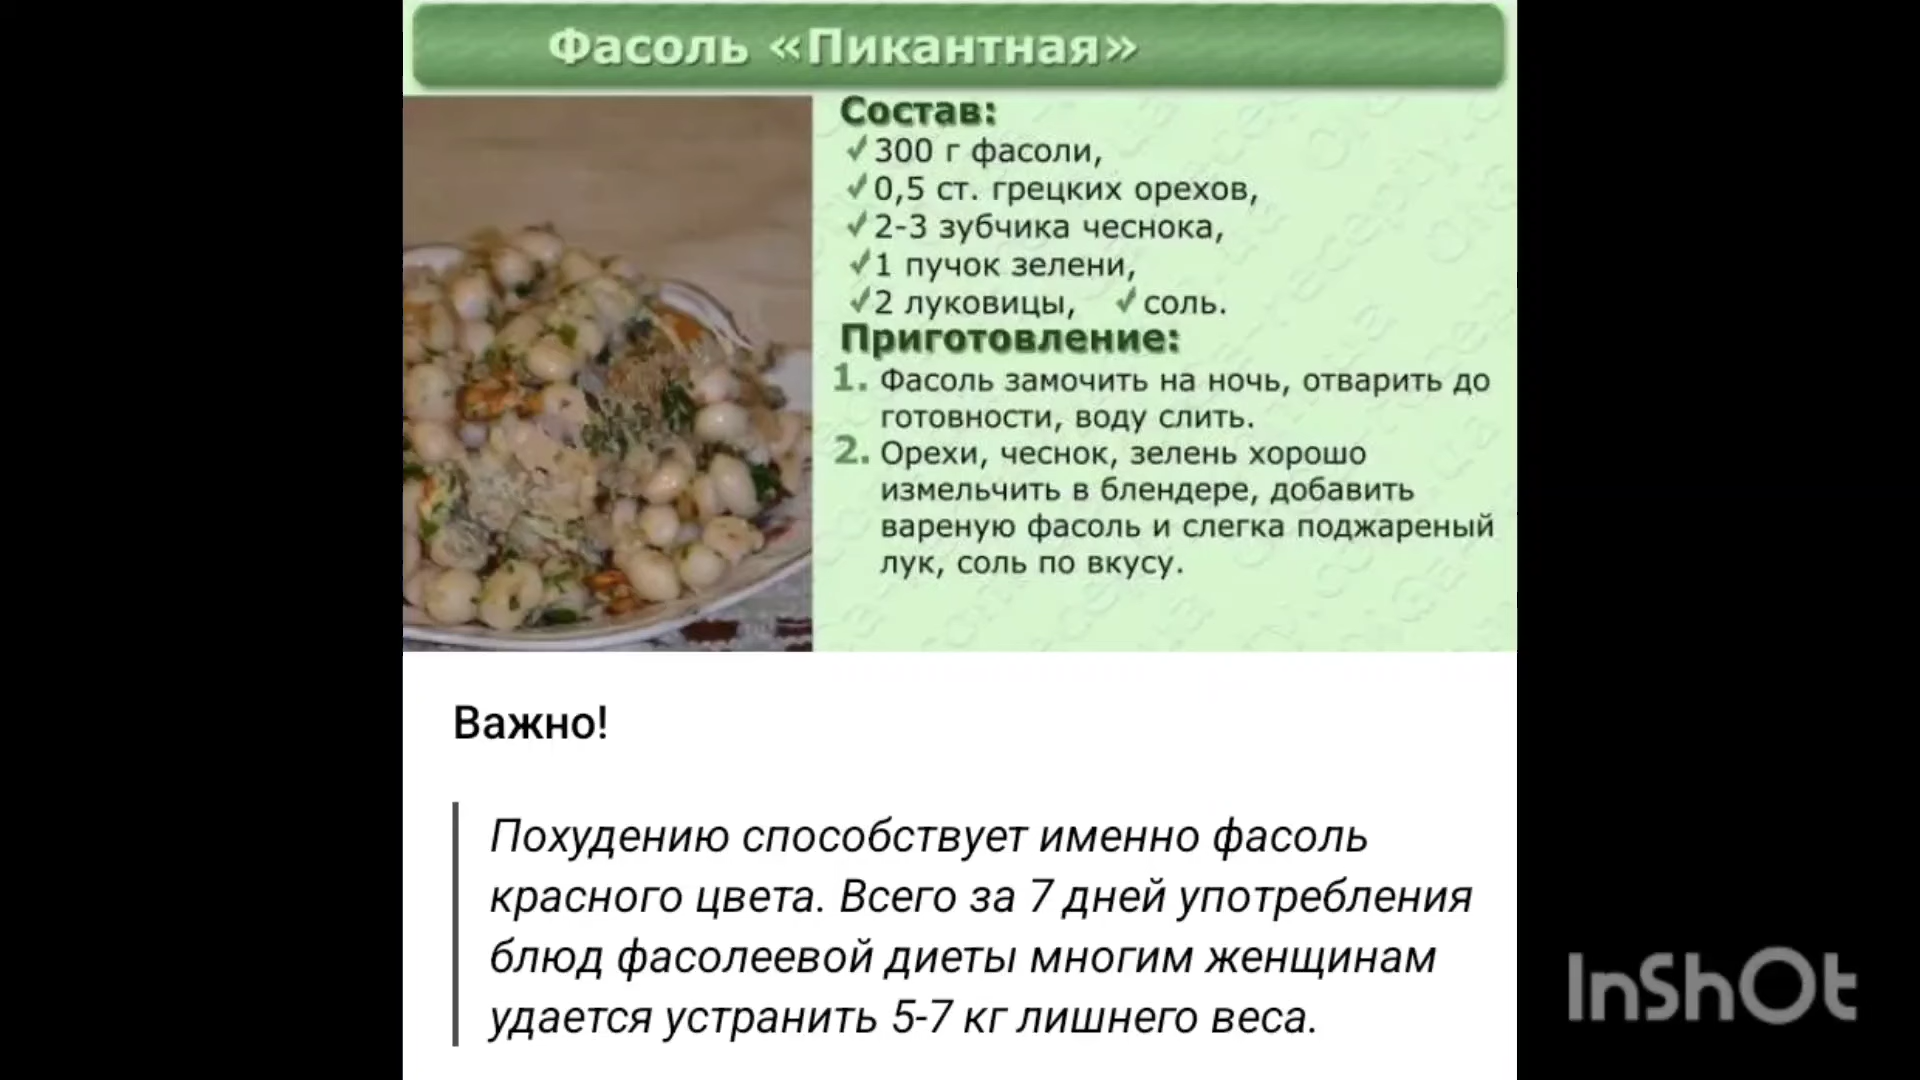 Фасоль «Пикантная»
Состав:
✓300 г фасоли,
✓0,5 ст. грецких орехов,
✓2-3 зубчика чеснока,
✓1 пучок зелени,
✓2 луковицы, ✓соль.
Приготовление:
1. Фасоль замочить на ночь, отварить до
готовности, воду слить.
2. Орехи, чеснок, зелень хорошо
измельчить в блендере, добавить
вареную фасоль и слегка поджареный
лук, соль по вкусу.
Важно!
Похудению способствует именно фасоль
красного цвета. Всего за 7 дней употребления
блюд фасолеевой диеты многим женщинам
удается устранить 5-7 кг лишнего веса.
InShOt